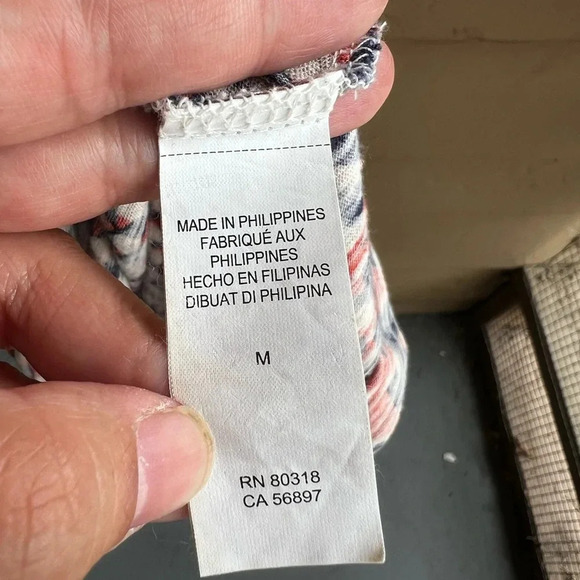 MADE IN PHILIPPINES
FABRIQUÉ AUX
PHILIPPINES
HECHO EN FILIPINAS
DIBUAT DI PHILIPINA
M
RN 80318
CA 56897